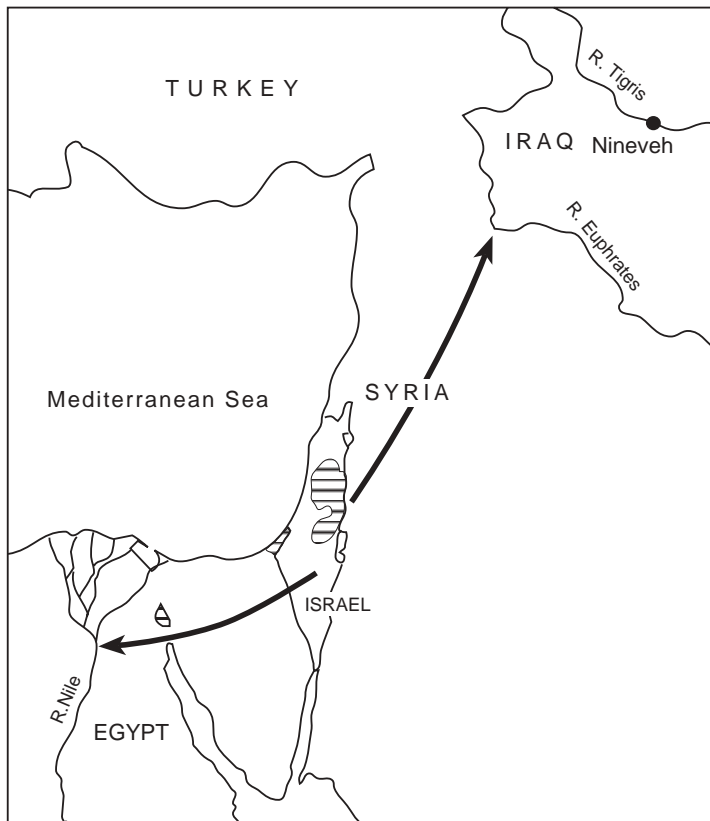 TURKEY
R. Tigris
IRAQ
Nineveh
R. Euphrates
SYRIA
Mediterranean Sea
ISRAEL
R.Nile
EGYPT